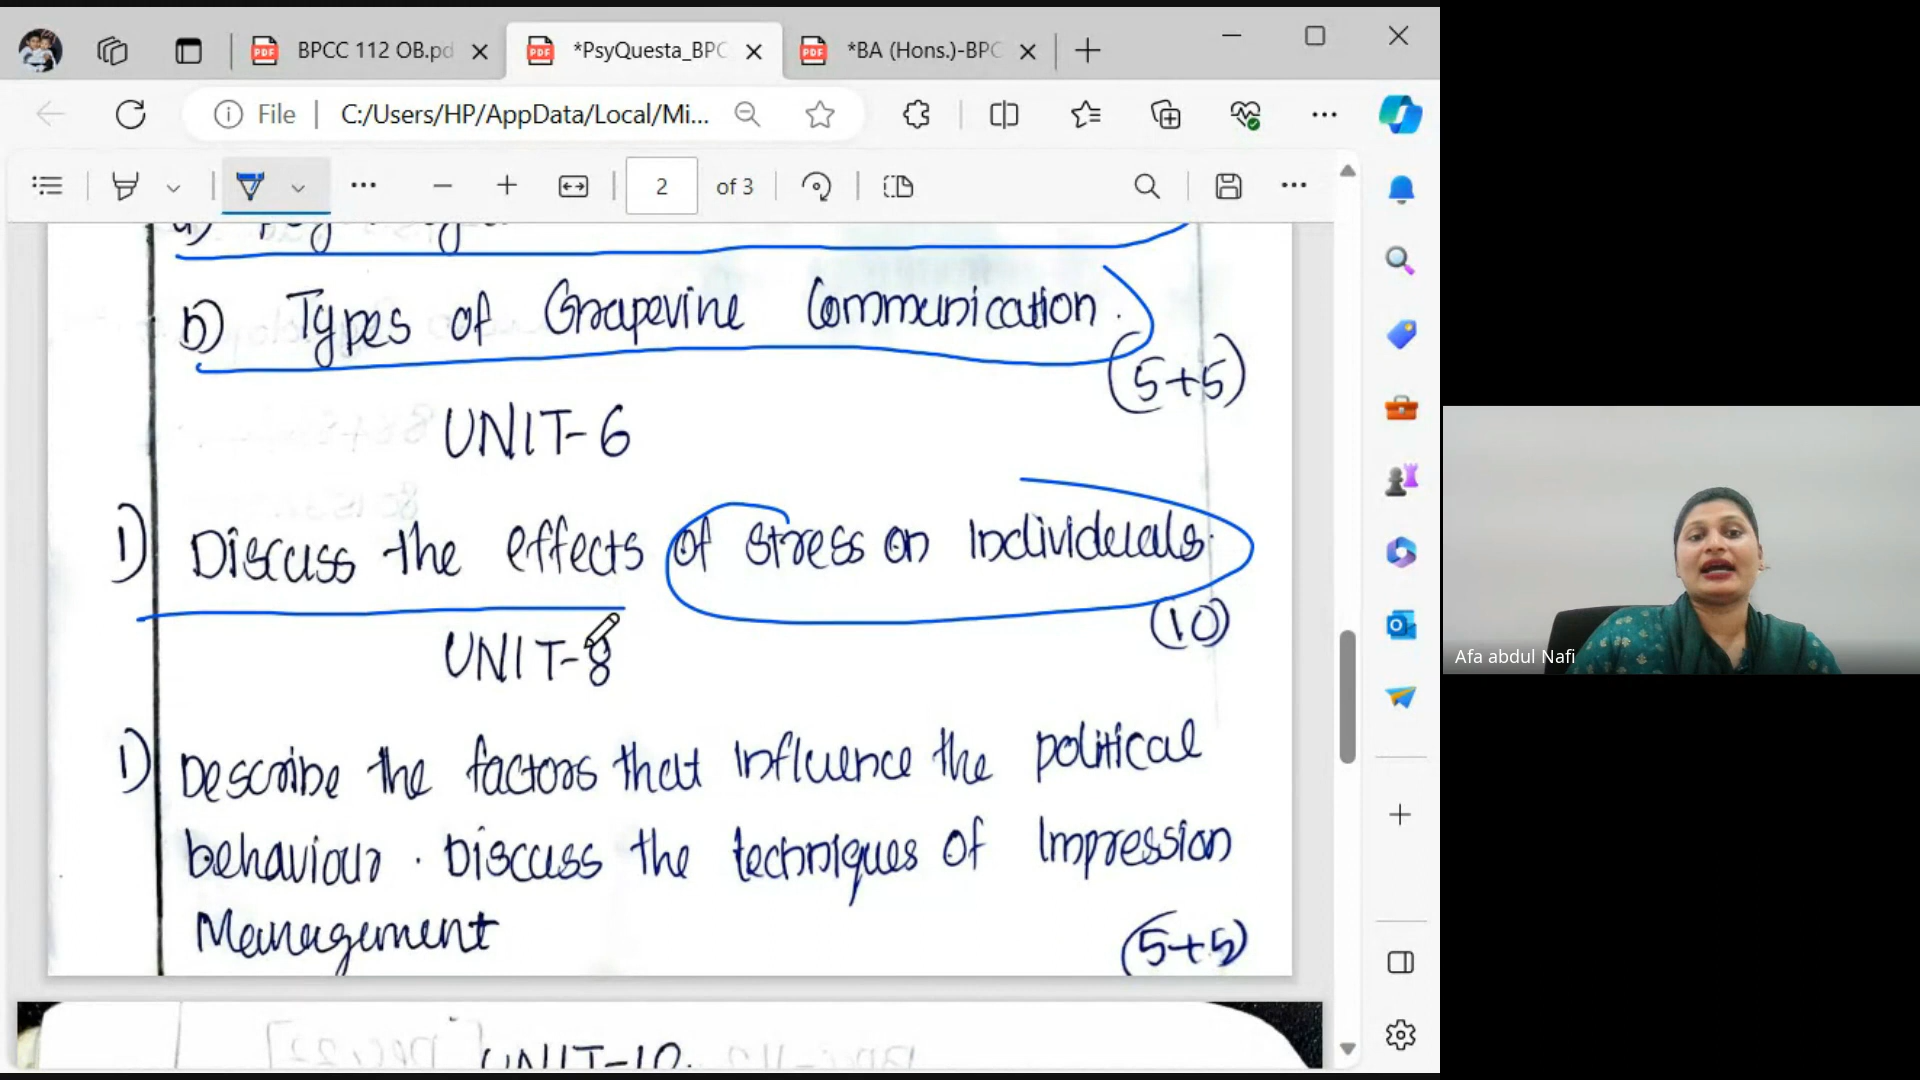 BPCC 112 OB.pd
*PsyQuesta_BPC
*BA (Hons.)-BPC
File
C:/Users/HP/AppData/Local/Mi...
2 of 3
b) Types of Grapevine Communication.
(5+5)
UNIT-6
1) Discuss the effects of stress on Individuals.
(10)
UNIT-8
1) Describe the factors that influence the political
behaviour. Discuss the techniques of Impression
Management
(5+5)
UNIT-10.
Afa abdul Nafi